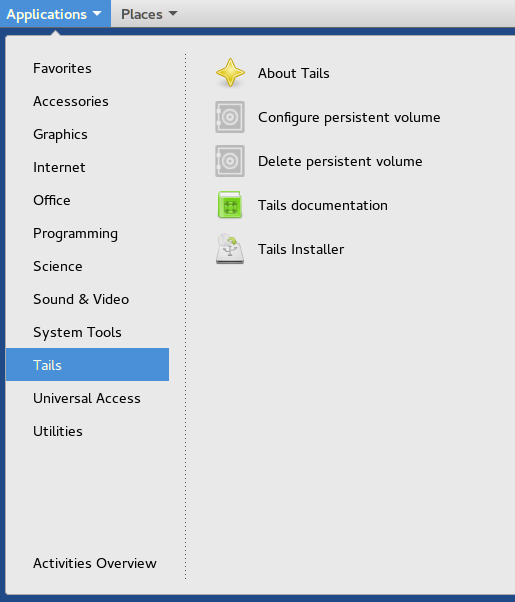 Applications Places
Favorites
Accessories
Graphics
Internet
Office
Programming
Science
Sound & Video
System Tools
Tails
Universal Access
Utilities
Activities Overview
About Tails
Configure persistent volume
Delete persistent volume
Tails documentation
Tails Installer